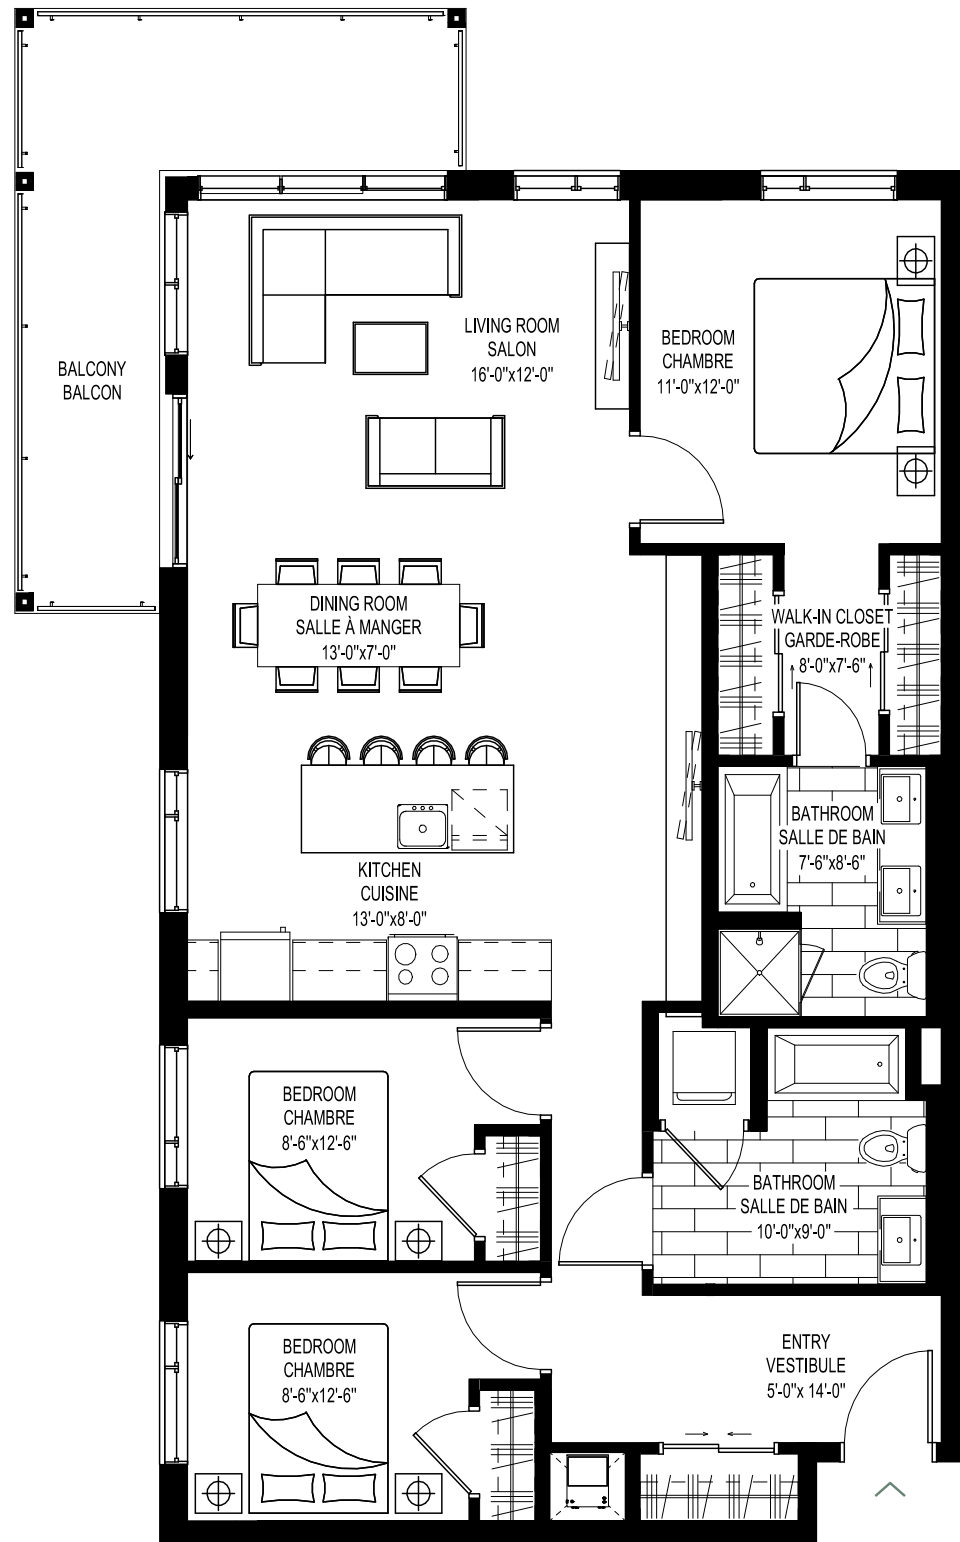 LIVING ROOM
SALON
16'-0"x12'-0"
BEDROOM
CHAMBRE
11'-0"x12'-0"
BALCONY
BALCON
DINING ROOM
SALLE À MANGER
13'-0"x7'-0"
WALK-IN CLOSET
GARDE-ROBE
8'-0"x7'-6"
BATHROOM
SALLE DE BAIN
7'-6"x8'-6"
KITCHEN
CUISINE
13'-0"x8'-0"
BEDROOM
CHAMBRE
8'-6"x12'-6"
BATHROOM
SALLE DE BAIN
10'-0"x9'-0"
BEDROOM
CHAMBRE
8'-6"x12'-6"
ENTRY
VESTIBULE
5'-0"x 14'-0"